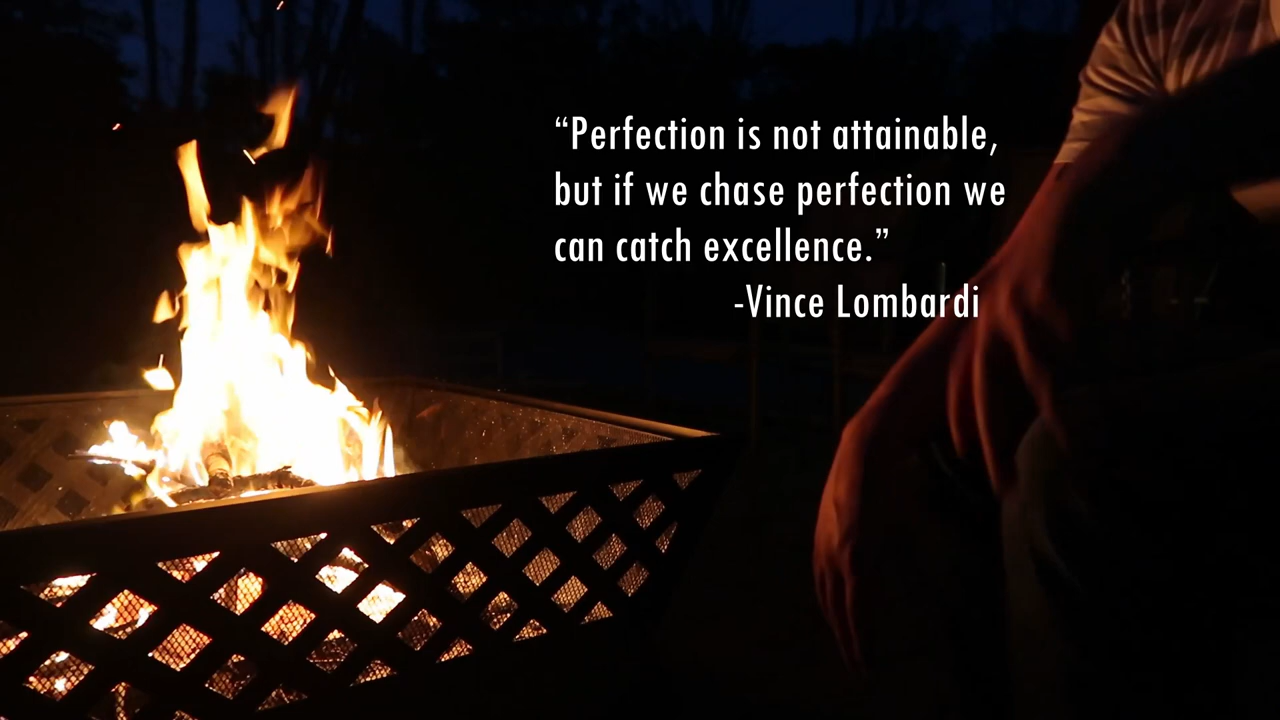 “Perfection is not attainable,
but if we chase perfection we
can catch excellence.”
-Vince Lombardi